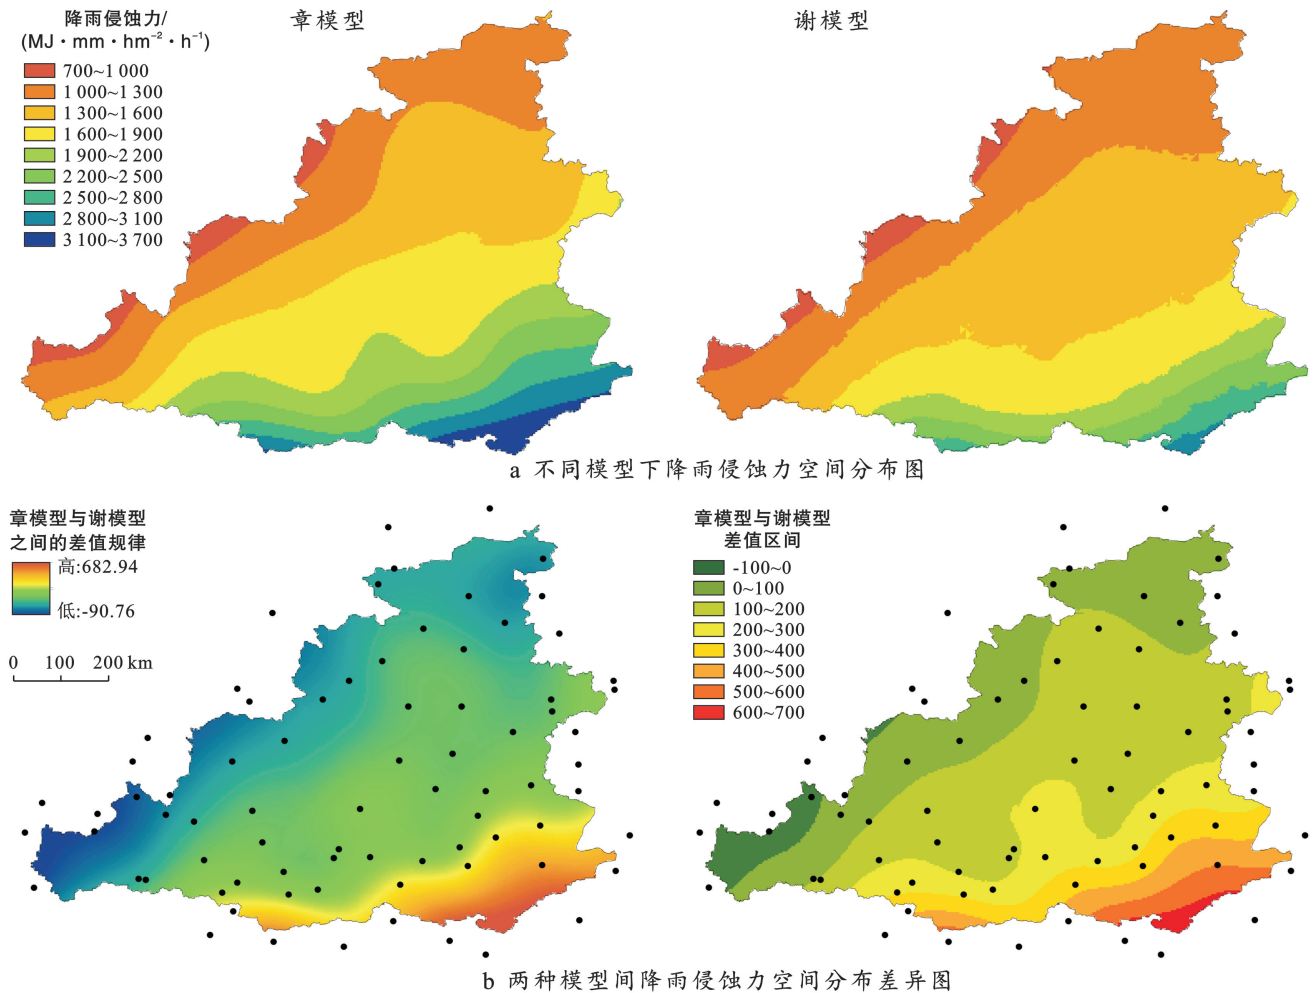 降雨侵蚀力/
(MJ·mm·hm⁻²·h⁻¹)
700~1 000
1 000~1 300
1 300~1 600
1 600~1 900
1 900~2 200
2 200~2 500
2 500~2 800
2 800~3 100
3 100~3 700
章模型
谢模型
a 不同模型下降雨侵蚀力空间分布图
章模型与谢模型
之间的差值规律
高:682.94
低:-90.76
0 100 200 km
章模型与谢模型
差值区间
-100~0
0~100
100~200
200~300
300~400
400~500
500~600
600~700
b 两种模型间降雨侵蚀力空间分布差异图